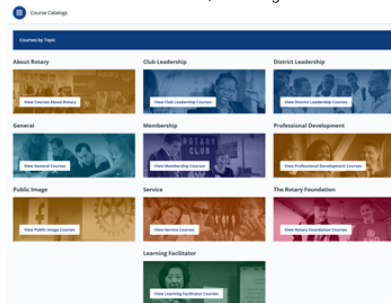 Course Catalogs
Courses by Topic
About Rotary
Club Leadership
District Leadership
View Courses About Rotary
View Club Leadership Courses
View District Leadership Courses
General
Membership
Professional Development
ROTARY
CLUB
View General Courses
View Membership Courses
View Professional Development Courses
Public Image
Service
The Rotary Foundation
View Public Image Courses
View Service Courses
View Rotary Foundation Courses
Learning Facilitator
View Learning Facilitator Courses